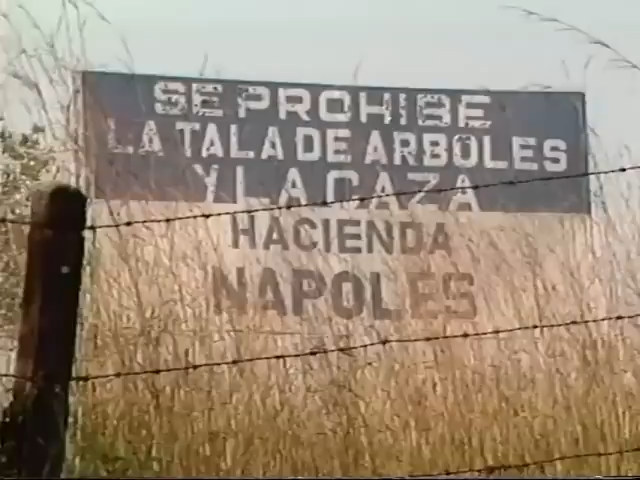 SE PROHIBE
LA TALA DE ARBOLES
Y LA CAZA
HACIENDA
NAPOLES